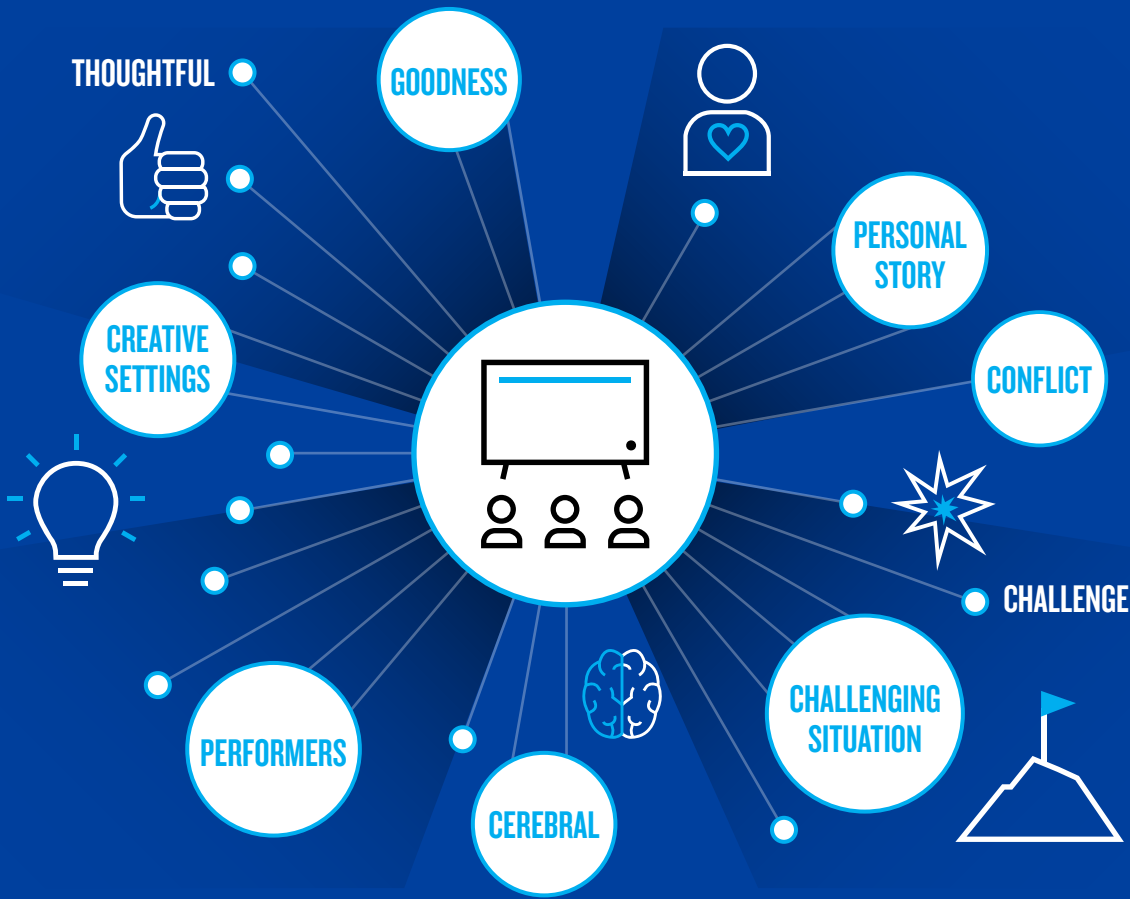 THOUGHTFUL
GOODNESS
PERSONAL
STORY
CREATIVE
SETTINGS
CONFLICT
CHALLENGE
CHALLENGING
SITUATION
PERFORMERS
CEREBRAL